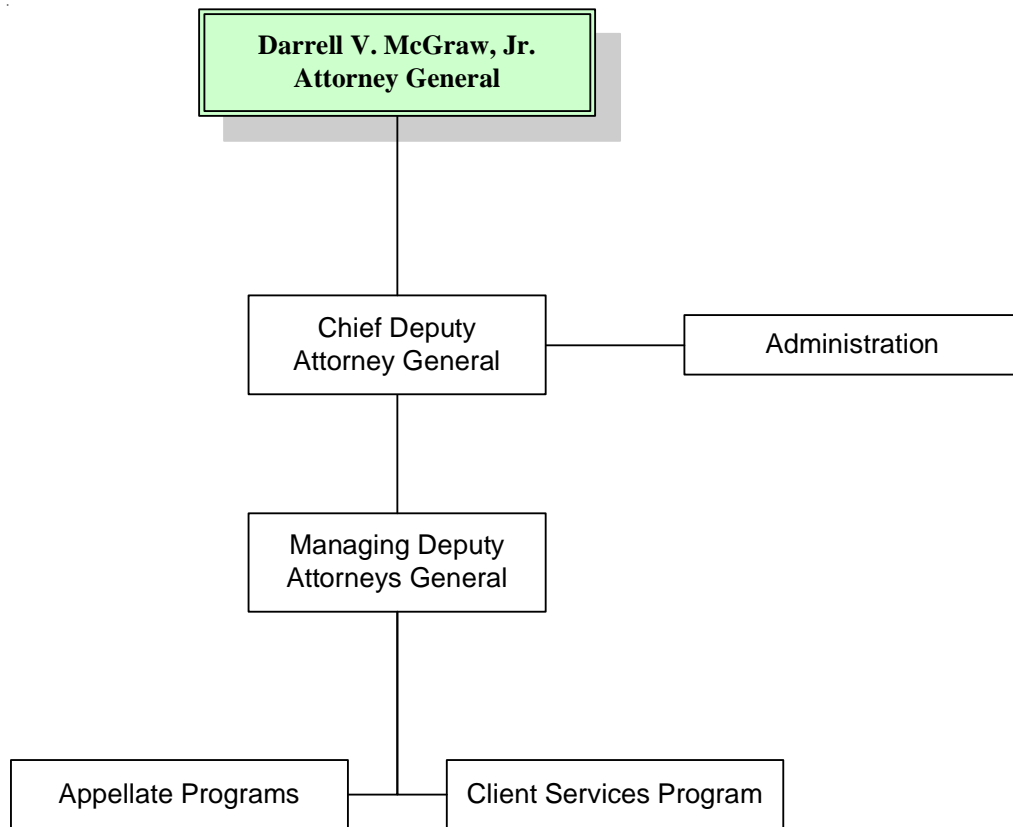 Darrell V. McGraw, Jr.
Attorney General
Chief Deputy
Attorney General
Administration
Managing Deputy
Attorneys General
Appellate Programs
Client Services Program